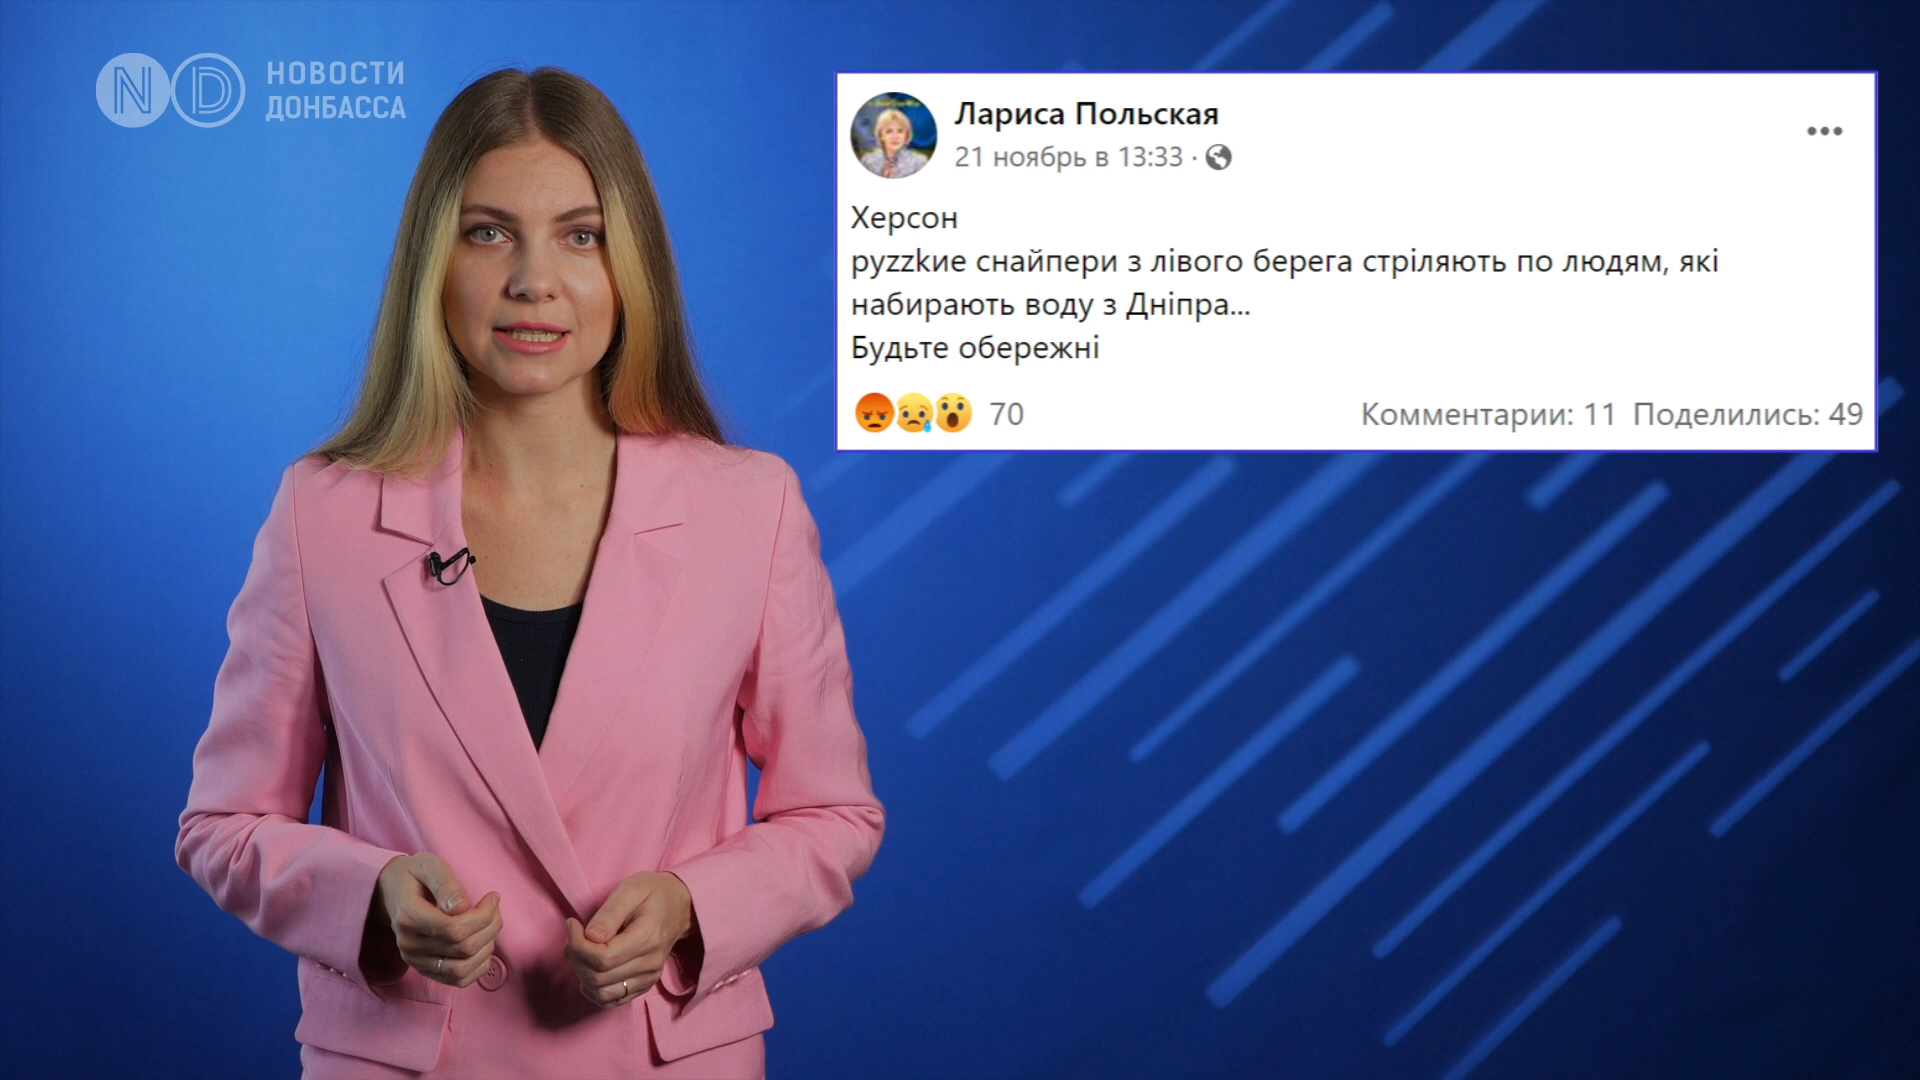 НОВОСТИ
ДОНБАССА
Лариса Польская
21 ноябрь в 13:33 ·
Херсон
pyzzkие снайпери з лівого берега стріляють по людям, які
набирають воду з Дніпра...
Будьте обережні
70 Комментарии: 11 Поделились: 49